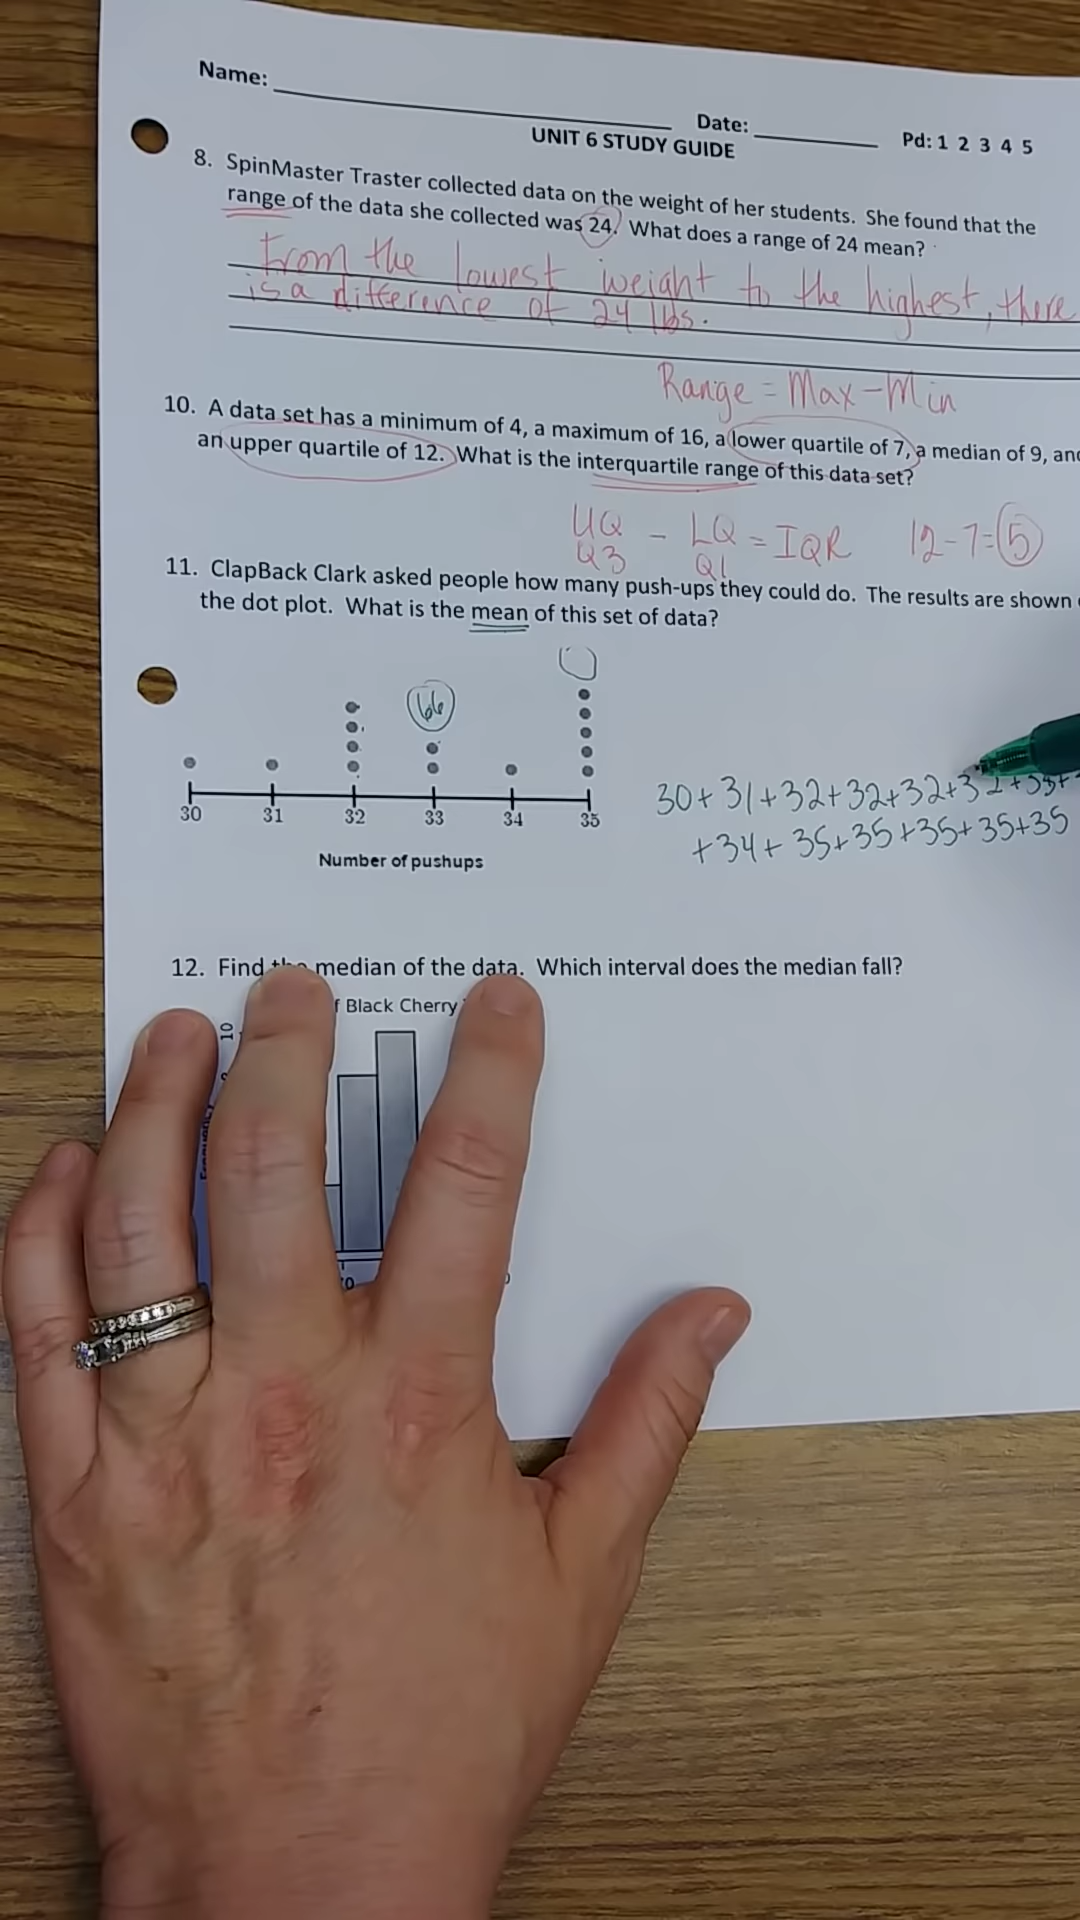 Name:
Date:
Pd: 1 2 3 4 5
UNIT 6 STUDY GUIDE
8. SpinMaster Traster collected data on the weight of her students. She found that the
range of the data she collected was 24. What does a range of 24 mean?
From the lowest weight to the highest, there
is a difference of 24 lbs.
Range = Max - Min
10. A data set has a minimum of 4, a maximum of 16, a lower quartile of 7, a median of 9, and
an upper quartile of 12. What is the interquartile range of this data set?
UQ - LQ = IQR 12-7=5
Q3 Q1
11. ClapBack Clark asked people how many push-ups they could do. The results are shown
the dot plot. What is the mean of this set of data?
66
30+31+32+32+32+32+33+
+34+35+35+35+35+35
30 31 32 33 34 35
Number of pushups
12. Find the median of the data. Which interval does the median fall?
Black Cherry
10